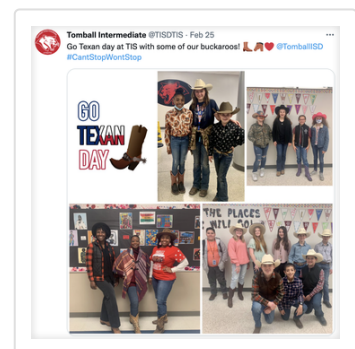 Tomball Intermediate @TISDTIS · Feb 25
Go Texan day at TIS with some of our buckaroos! @TomballISD
#CantStopWontStop
GO
TEXAN
DAY
THE PLACES